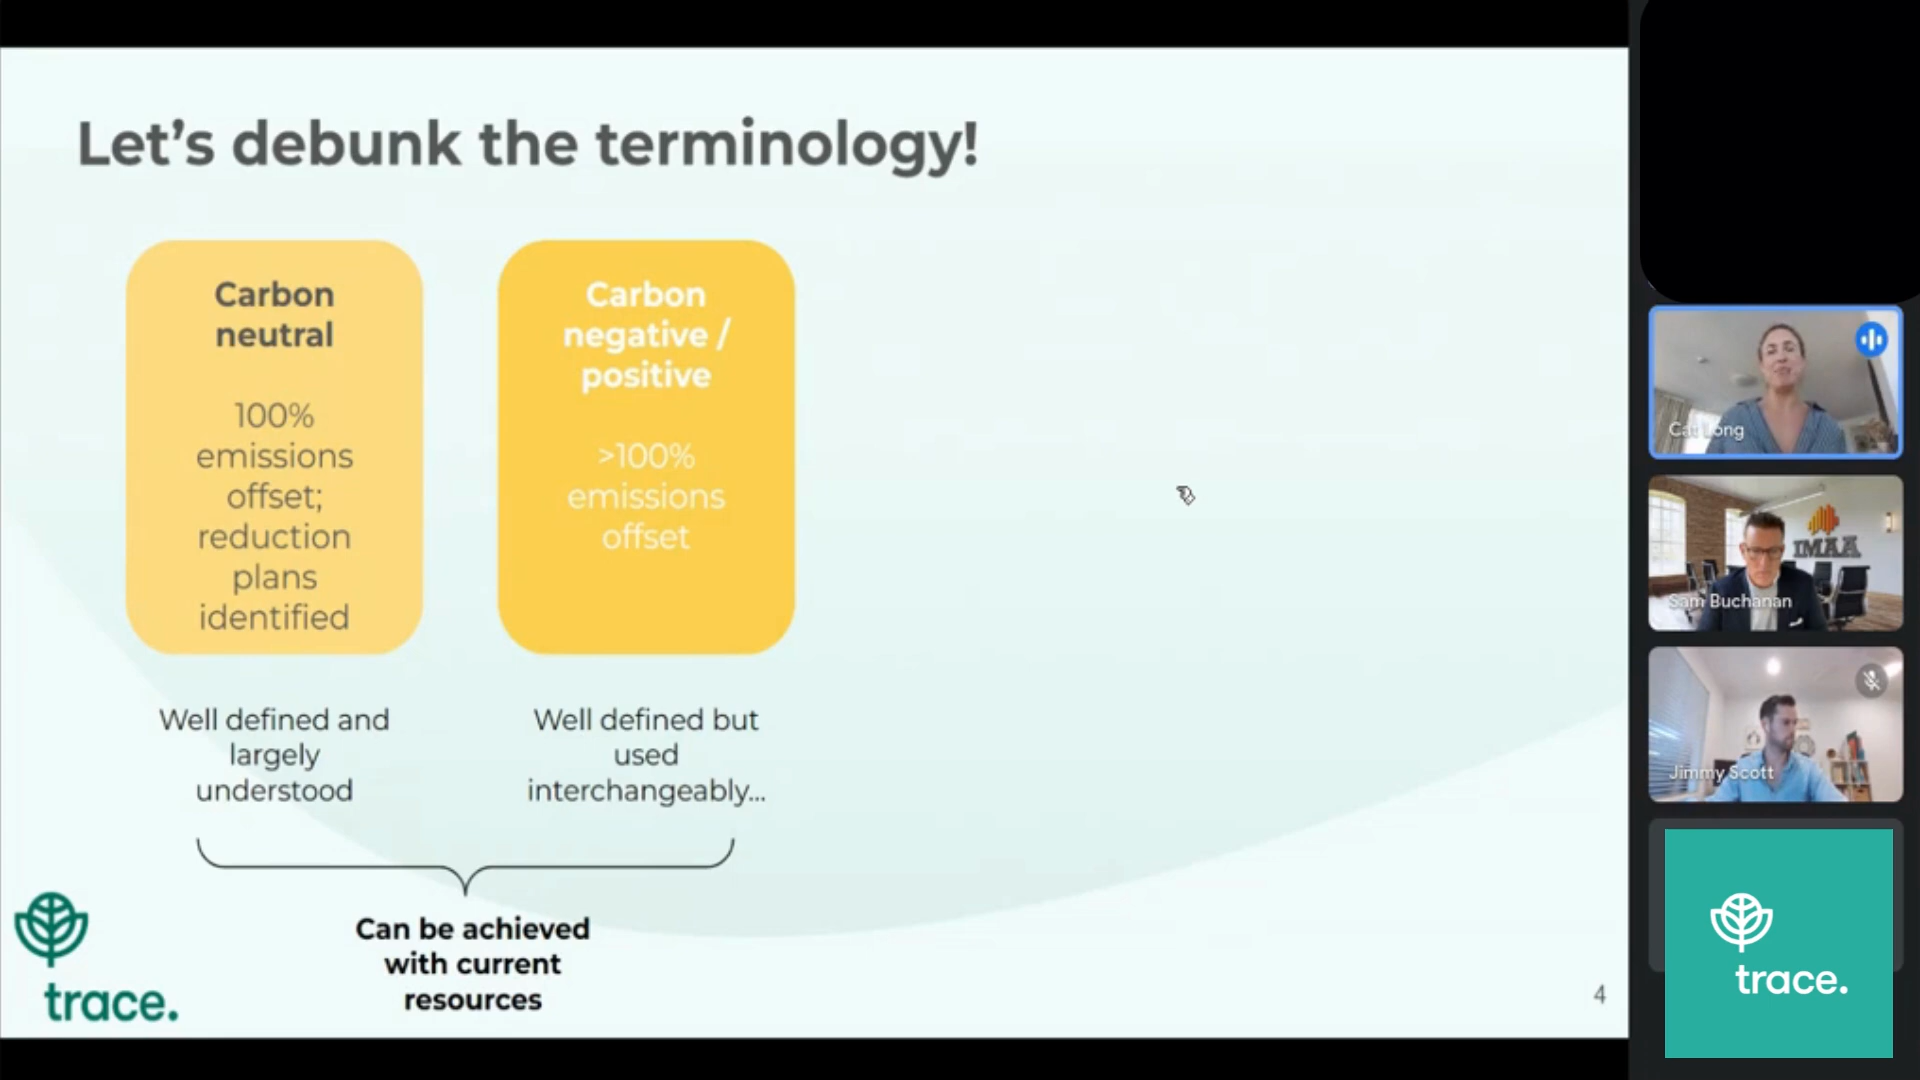 Let's debunk the terminology!
Carbon
neutral
100%
emissions
offset;
reduction
plans
identified
Carbon
negative /
positive
>100%
emissions
offset
Well defined and
largely
understood
Well defined but
used
interchangeably...
Can be achieved
with current
resources
trace.
4
Cat Long
IMAA
Sam Buchanan
Jimmy Scott
trace.